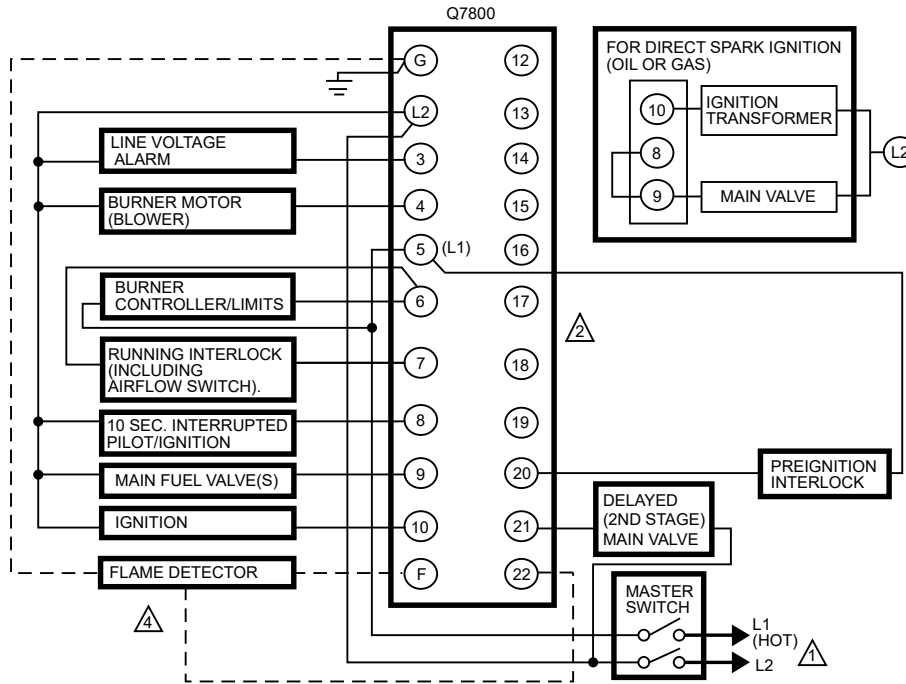 Q7800
G
L2
3
4
5
(L1)
6
7
8
9
10
F
12
13
14
15
16
17
18
19
20
21
22
LINE VOLTAGE
ALARM
BURNER MOTOR
(BLOWER)
BURNER
CONTROLLER/LIMITS
RUNNING INTERLOCK
(INCLUDING
AIRFLOW SWITCH).
10 SEC. INTERRUPTED
PILOT/IGNITION
MAIN FUEL VALVE(S)
IGNITION
FLAME DETECTOR
4
2
FOR DIRECT SPARK IGNITION
(OIL OR GAS)
10
IGNITION
TRANSFORMER
8
9
MAIN VALVE
L2
PREIGNITION
INTERLOCK
DELAYED
(2ND STAGE)
MAIN VALVE
MASTER
SWITCH
L1
(HOT)
L2
1